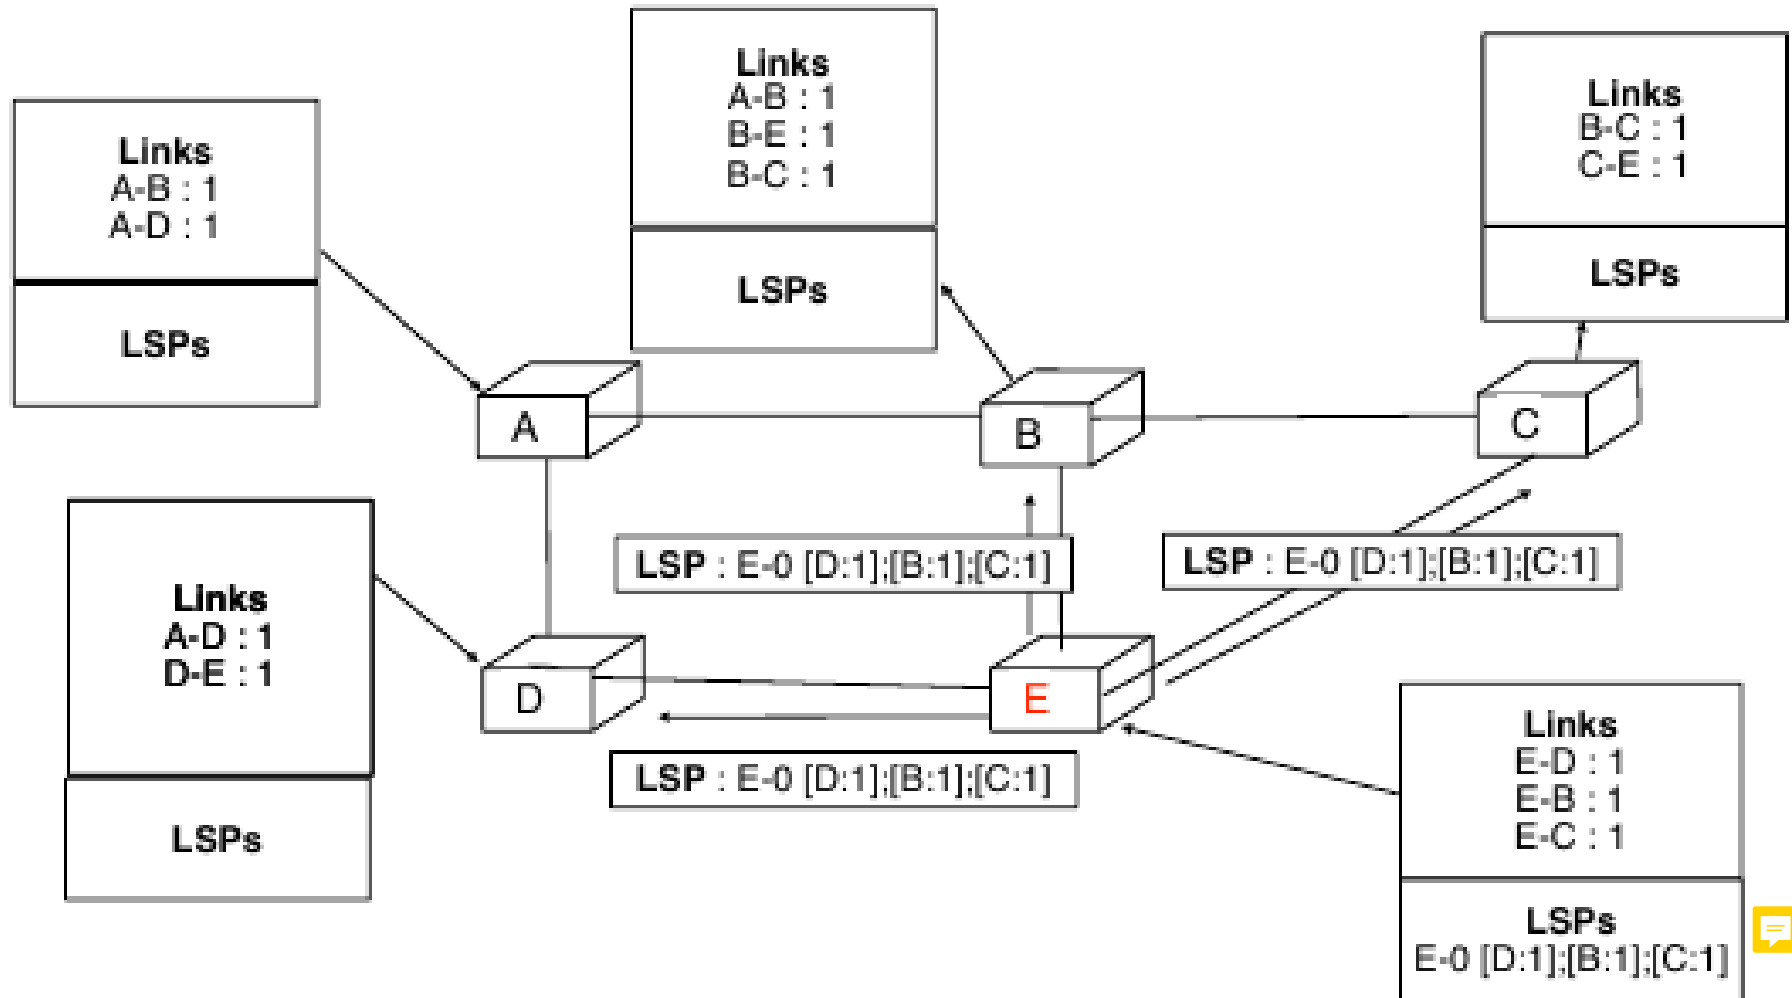 Links
A-B : 1
B-E : 1
B-C : 1
LSPs
Links
B-C : 1
C-E : 1
LSPs
Links
A-B : 1
A-D : 1
LSPs
A
B
C
Links
A-D : 1
D-E : 1
LSPs
LSP : E-0 [D:1];[B:1];[C:1]
LSP : E-0 [D:1];[B:1];[C:1]
D
E
LSP : E-0 [D:1];[B:1];[C:1]
Links
E-D : 1
E-B : 1
E-C : 1
LSPs
E-0 [D:1];[B:1];[C:1]